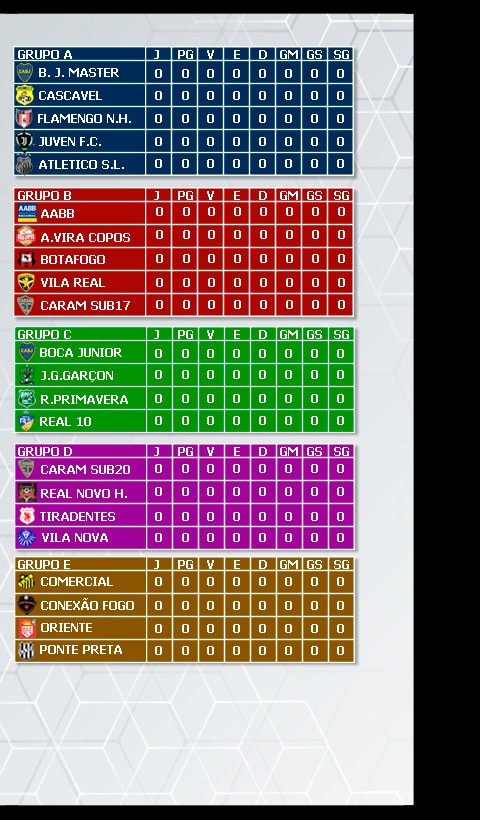 GRUPO A J PG V E D GM GS SG
B. J. MASTER 0 0 0 0 0 0 0 0
CASCAVEL 0 0 0 0 0 0 0 0
FLAMENGO N.H. 0 0 0 0 0 0 0 0
JUVEN F.C. 0 0 0 0 0 0 0 0
ATLETICO S.L. 0 0 0 0 0 0 0 0
GRUPO B J PG V E D GM GS SG
AABB AABB 0 0 0 0 0 0 0 0
A.VIRA COPOS 0 0 0 0 0 0 0 0
BOTAFOGO 0 0 0 0 0 0 0 0
VILA REAL 0 0 0 0 0 0 0 0
CARAM SUB17 0 0 0 0 0 0 0 0
GRUPO C J PG V E D GM GS SG
BOCA JUNIOR 0 0 0 0 0 0 0 0
J.G.GARÇON 0 0 0 0 0 0 0 0
R.PRIMAVERA 0 0 0 0 0 0 0 0
REAL 10 0 0 0 0 0 0 0 0
GRUPO D J PG V E D GM GS SG
CARAM SUB20 0 0 0 0 0 0 0 0
REAL NOVO H. 0 0 0 0 0 0 0 0
TIRADENTES 0 0 0 0 0 0 0 0
VILA NOVA 0 0 0 0 0 0 0 0
GRUPO E J PG V E D GM GS SG
COMERCIAL 0 0 0 0 0 0 0 0
CONEXÃO FOGO 0 0 0 0 0 0 0 0
ORIENTE 0 0 0 0 0 0 0 0
PONTE PRETA 0 0 0 0 0 0 0 0